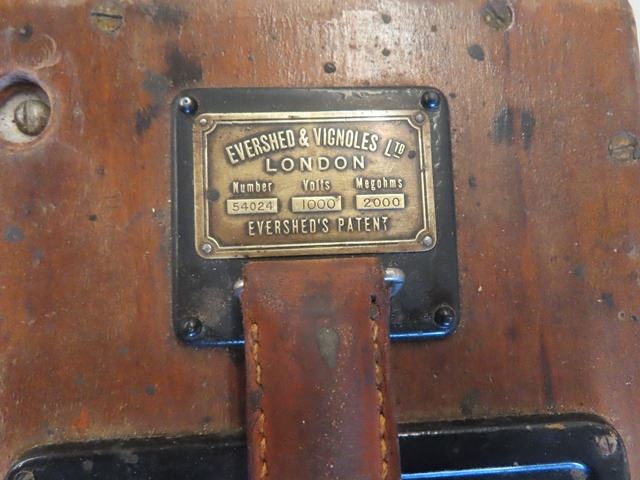 EVERSHED & VIGNOLES LTD
LONDON
Number Volts Megohms
54024 1000 2000
EVERSHED'S PATENT